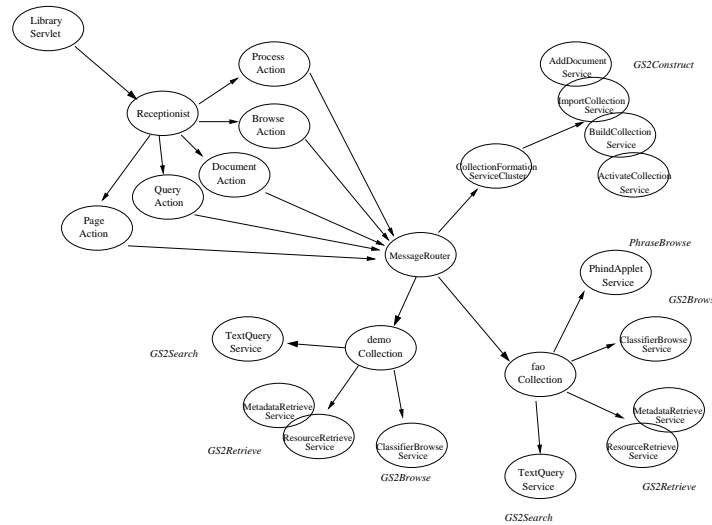 Library
Servlet
Process
Action
AddDocument
Service
GS2Construct
ImportCollection
Service
Receptionist
Browse
Action
BuildCollection
Service
CollectionFormation
ServiceCluster
Document
Action
ActivateCollection
Service
Query
Action
Page
Action
MessageRouter
PhraseBrowse
PhindApplet
Service
GS2Brows
TextQuery
Service
GS2Search
demo
Collection
ClassifierBrowse
Service
fao
Collection
MetadataRetrieve
Service
ResourceRetrieve
Service
GS2Retrieve
ClassifierBrowse
Service
GS2Browse
MetadataRetrieve
Service
ResourceRetrieve
Service
GS2Retrieve
TextQuery
Service
GS2Search